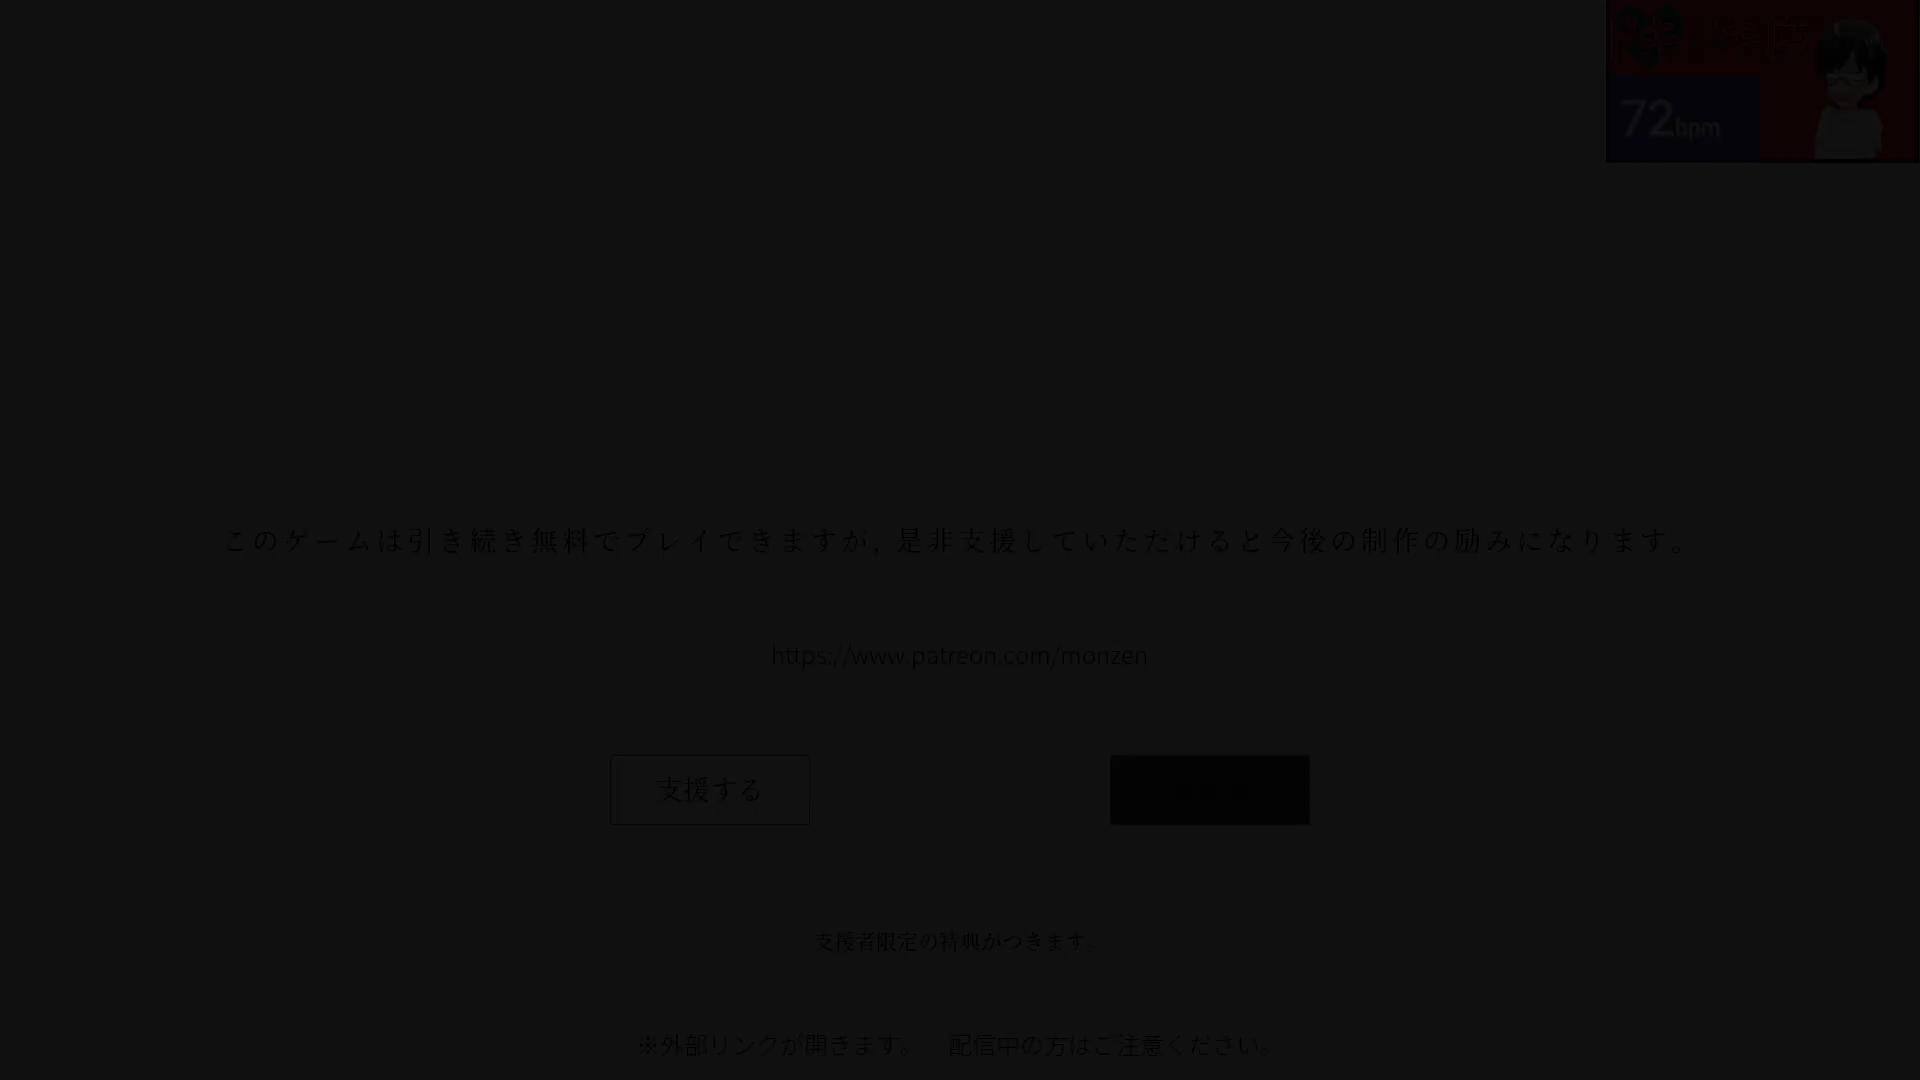 72bpm
このゲームは引き続き無料でプレイできますが, 是非支援していただけると今後の制作の励みになります。
https://www.patreon.com/monzen
支援する
支援者限定の特典がつきます。
※外部リンクが開きます。　配信中の方はご注意ください。